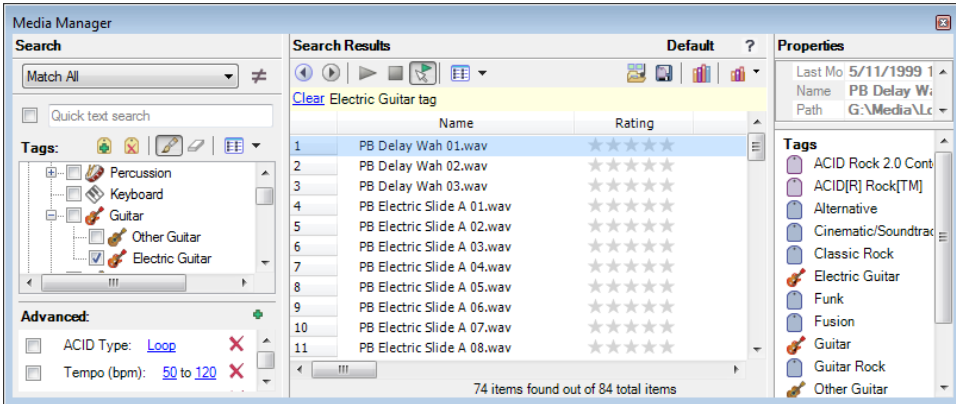 Media Manager
Search
Match All
Quick text search
Tags:
Percussion
Keyboard
Guitar
Other Guitar
Electric Guitar
Advanced:
ACID Type: Loop
Tempo (bpm): 50 to 120
Search Results Default ?
Clear Electric Guitar tag
Name Rating
1 PB Delay Wah 01.wav
2 PB Delay Wah 02.wav
3 PB Delay Wah 03.wav
4 PB Electric Slide A 01.wav
5 PB Electric Slide A 02.wav
6 PB Electric Slide A 03.wav
7 PB Electric Slide A 04.wav
8 PB Electric Slide A 05.wav
9 PB Electric Slide A 06.wav
10 PB Electric Slide A 07.wav
11 PB Electric Slide A 08.wav
74 items found out of 84 total items
Properties
Last Mo 5/11/1999 1
Name PB Delay Wa
Path G:\Media\Lo
Tags
ACID Rock 2.0 Cont
ACID[R] Rock[TM]
Alternative
Cinematic/Soundtrac
Classic Rock
Electric Guitar
Funk
Fusion
Guitar
Guitar Rock
Other Guitar